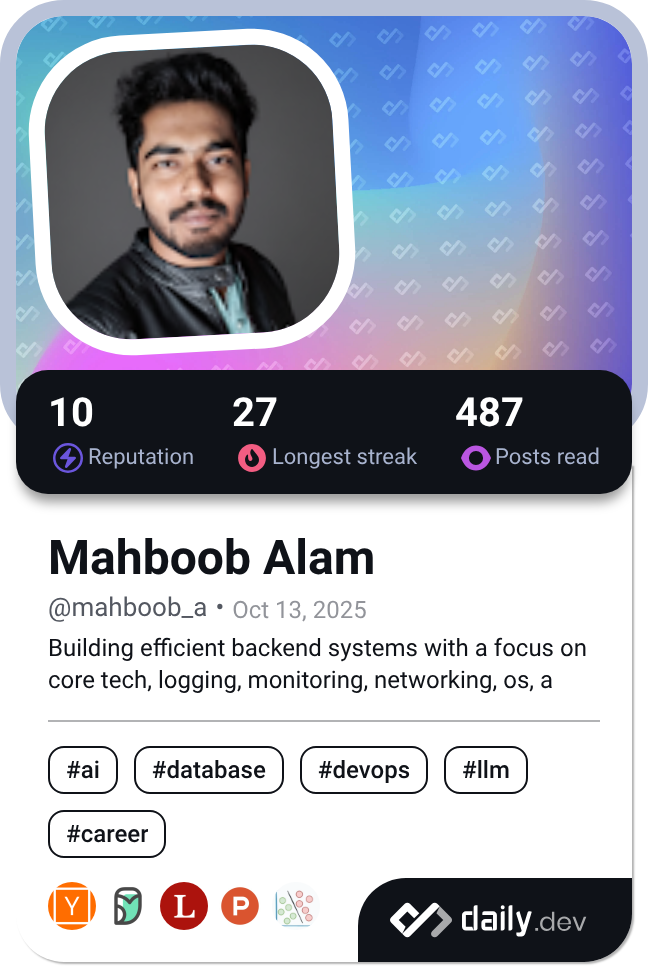 10 27 487
Reputation Longest streak Posts read
Mahboob Alam
@mahboob_a • Oct 13, 2025
Building efficient backend systems with a focus on
core tech, logging, monitoring, networking, os, a
#ai #database #devops #llm
#career
Y L P daily.dev